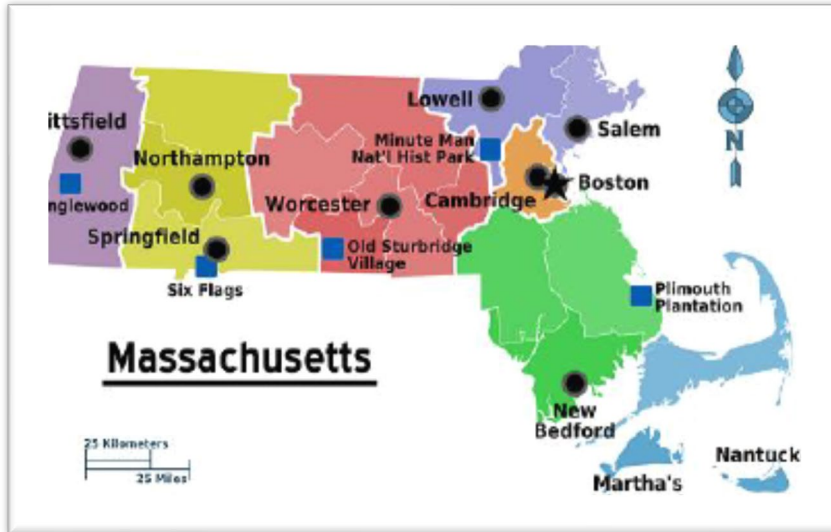 Lowell
Salem
Minute Man
Nat'l Hist Park
ittsfield
Northampton
Boston
Cambridge
Worcester
nglewood
Springfield
Old Sturbridge
Village
Six Flags
Plimouth
Plantation
N
Massachusetts
New
Bedford
25 Kilometers
25 Miles
Martha's
Nantuck